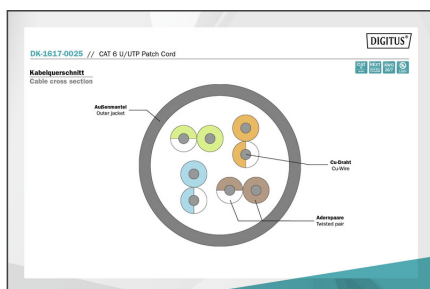 DIGITUS®
DK-1617-0025 // CAT 6 U/UTP Patch Cord
Kabelquerschnitt
Cable cross section
Außenmantel
Outer jacket
Cu-Draht
Cu-Wire
Adernpaare
Twisted pair